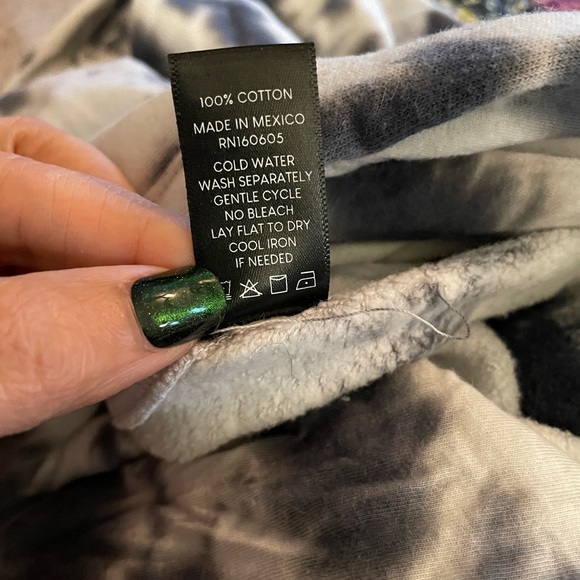 100% COTTON
MADE IN MEXICO
RN160605
COLD WATER
WASH SEPARATELY
GENTLE CYCLE
NO BLEACH
LAY FLAT TO DRY
COOL IRON
IF NEEDED